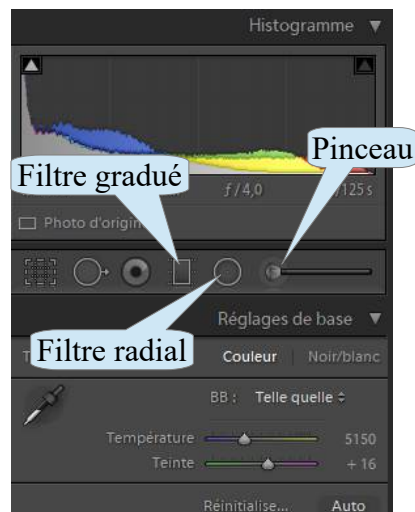 Histogramme
Pinceau
Filtre gradué
ƒ / 4,0
125 s
Photo d'origin
Réglages de base
Filtre radial
Couleur
Noir/blanc
BB :
Telle quelle
Température
5150
Teinte
+ 16
Réinitialise...
Auto